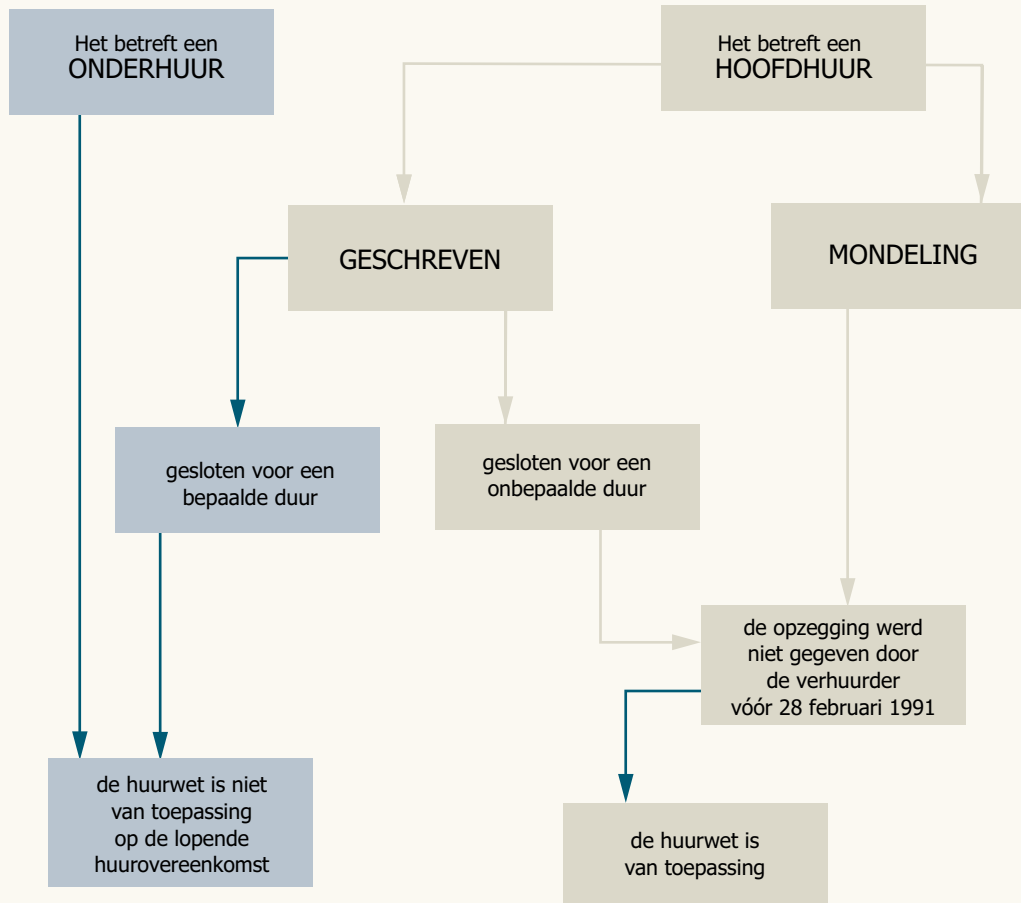 Het betreft een
ONDERHUUR
Het betreft een
HOOFDHUUR
GESCHREVEN
MONDELING
gesloten voor een
bepaalde duur
gesloten voor een
onbepaalde duur
de opzegging werd
niet gegeven door
de verhuurder
vóór 28 februari 1991
de huurwet is niet
van toepassing
op de lopende
huurovereenkomst
de huurwet is
van toepassing